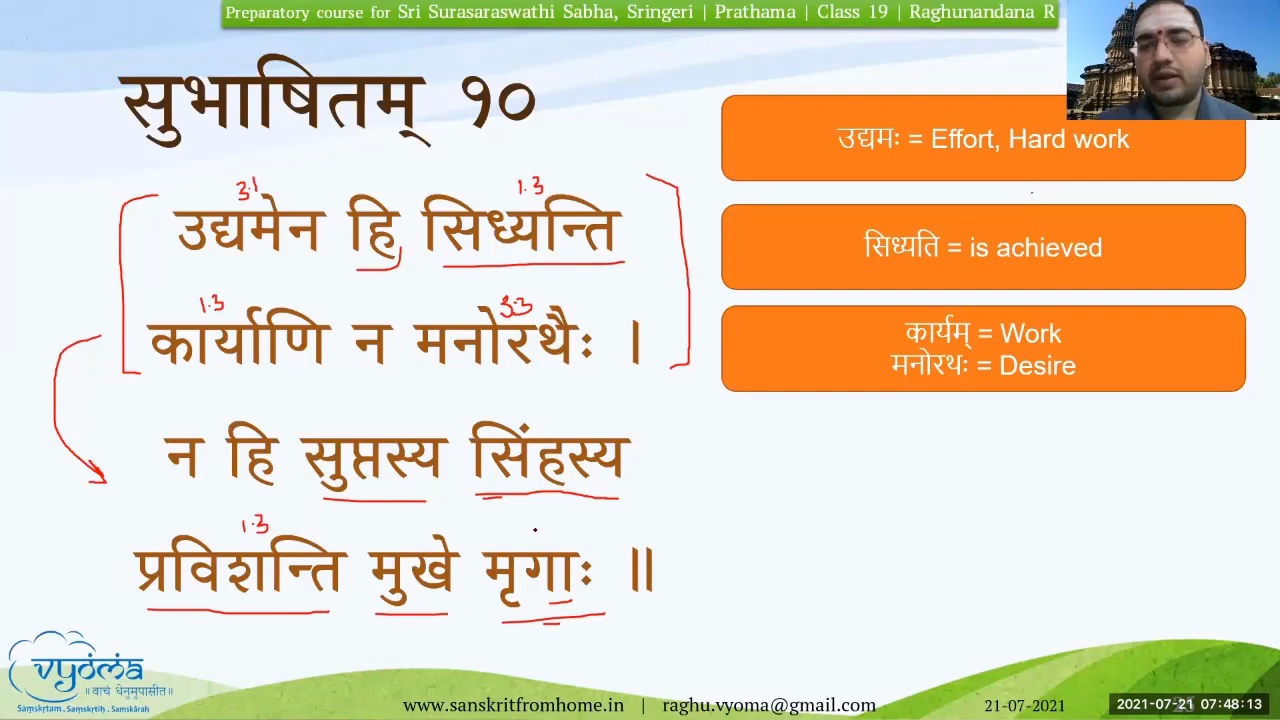 Preparatory course for Sri Surasaraswathi Sabha, Sringeri | Prathama | Class 19 | Raghunandana R
सुभाषितम् १०
3.1 1.3
उद्यमेन हि सिध्यन्ति
1.3 3.3
कार्याणि न मनोरथैः ।
न हि सुप्तस्य सिंहस्य
1.3
प्रविशन्ति मुखे मृगाः ॥
उद्यमः = Effort, Hard work
सिध्यति = is achieved
कार्यम् = Work
मनोरथः = Desire
vyoma
॥ वाचं धेनुमुपासीत॥
Saṃskṛtam . Saṃskṛtiḥ . Saṃskārāḥ
www.sanskritfromhome.in | raghu.vyoma@gmail.com
21-07-2021
2021-07-21 07:48:13